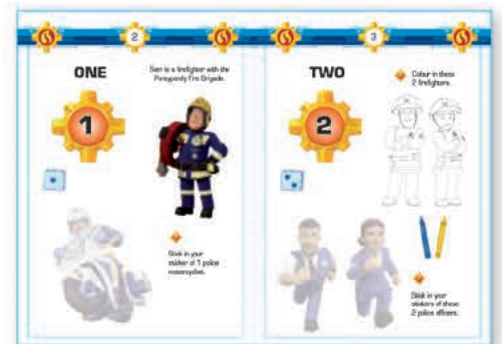 2
ONE
Sam is a firefighter with the
Pontypandy Fire Brigade.
1
Stick in your
sticker of 1 police
motorcycles.
3
TWO
Colour in these
2 firefighters.
2
Stick in your
stickers of these
2 police officers.